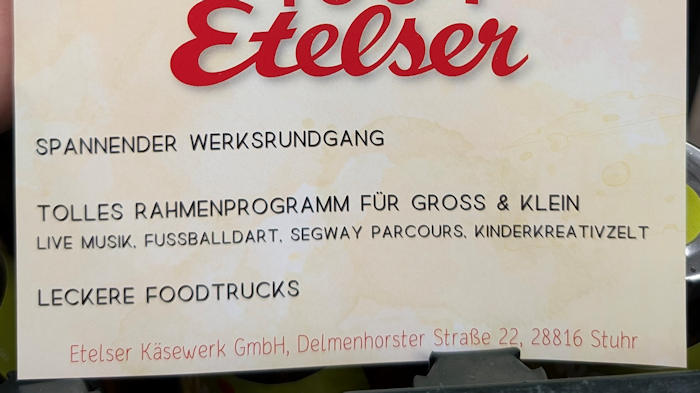 Etelser
SPANNENDER WERKSRUNDGANG
TOLLES RAHMENPROGRAMM FÜR GROSS & KLEIN
LIVE MUSIK, FUSSBALLDART, SEGWAY PARCOURS, KINDERKREATIVZELT
LECKERE FOODTRUCKS
Etelser Käsewerk GmbH, Delmenhorster Straße 22, 28816 Stuhr